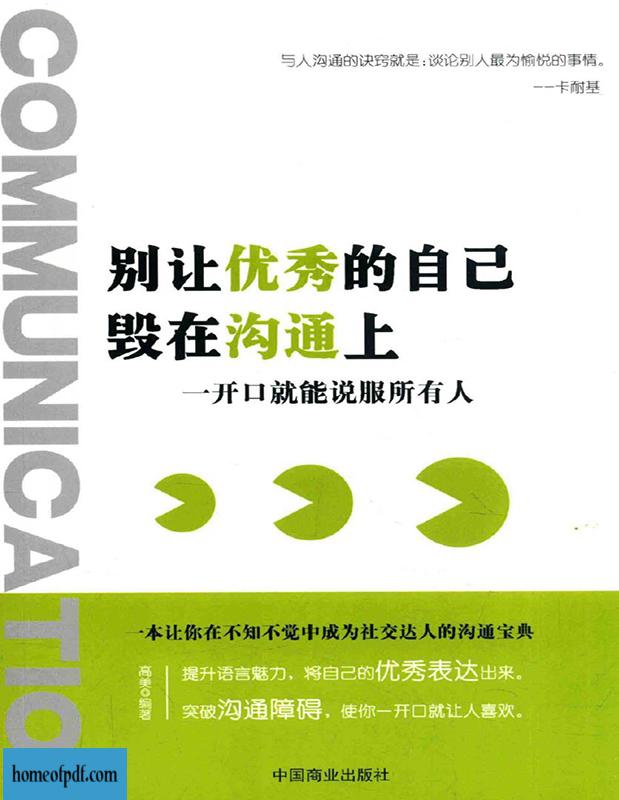 COMMUNICATIO
与人沟通的诀窍就是：谈论别人最为愉悦的事情。
--卡耐基
别让优秀的自己
毁在沟通上
一开口就能说服所有人
一本让你在不知不觉中成为社交达人的沟通宝典
高美◎编著
提升语言魅力，将自己的优秀表达出来。
突破沟通障碍，使你一开口就让人喜欢。
homeofpdf.com
中国商业出版社